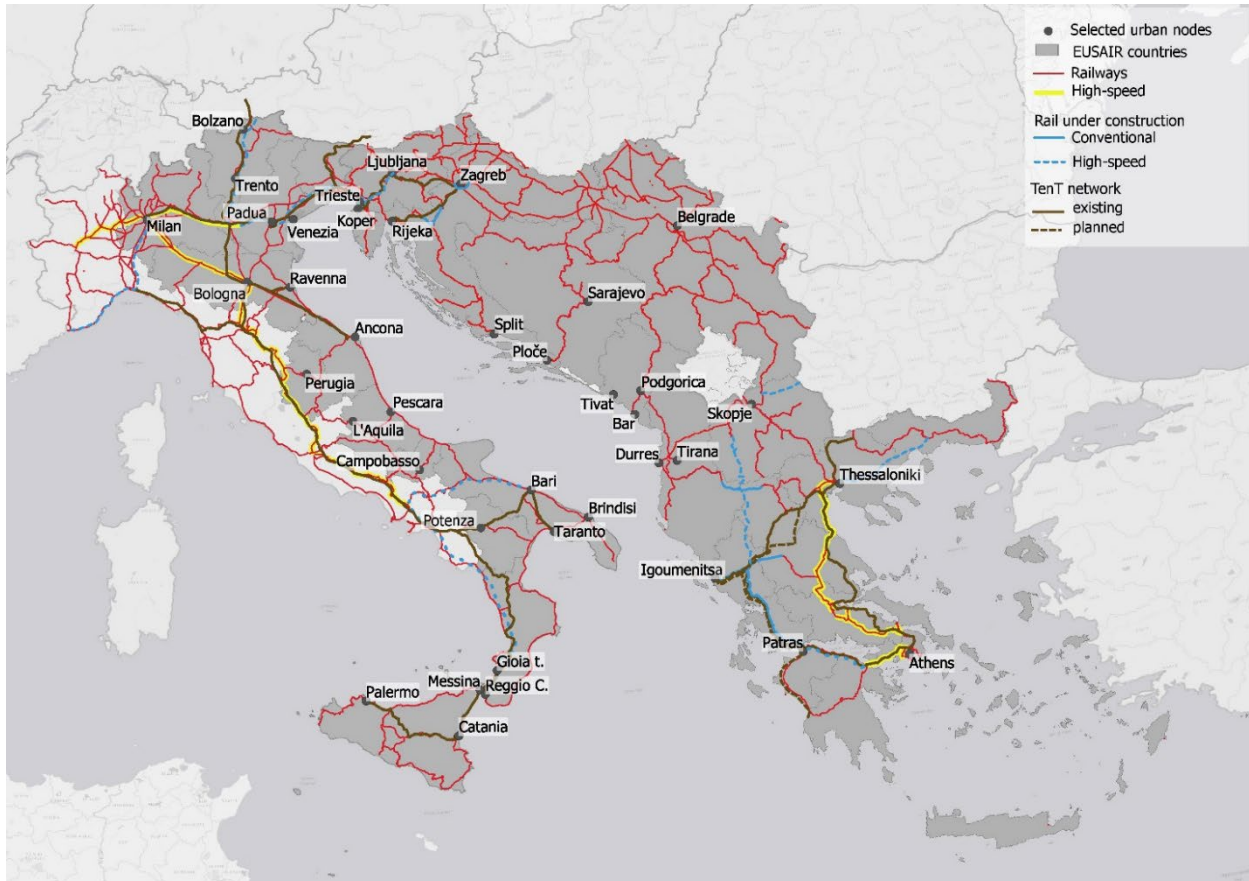 Selected urban nodes
EUSAIR countries
Railways
High-speed
Rail under construction
Conventional
High-speed
TenT network
existing
planned
Bolzano
Ljubljana
Zagreb
Trento
Trieste
Padua
Koper
Milan
Venezia
Rijeka
Belgrade
Ravenna
Bologna
Sarajevo
Ancona
Split
Ploče
Perugia
Podgorica
Tivat
Pescara
Skopje
Bar
L'Aquila
Durres
Tirana
Campobasso
Thessaloniki
Bari
Brindisi
Potenza
Taranto
Igoumenitsa
Patras
Athens
Gioia t.
Messina
Reggio C.
Palermo
Catania